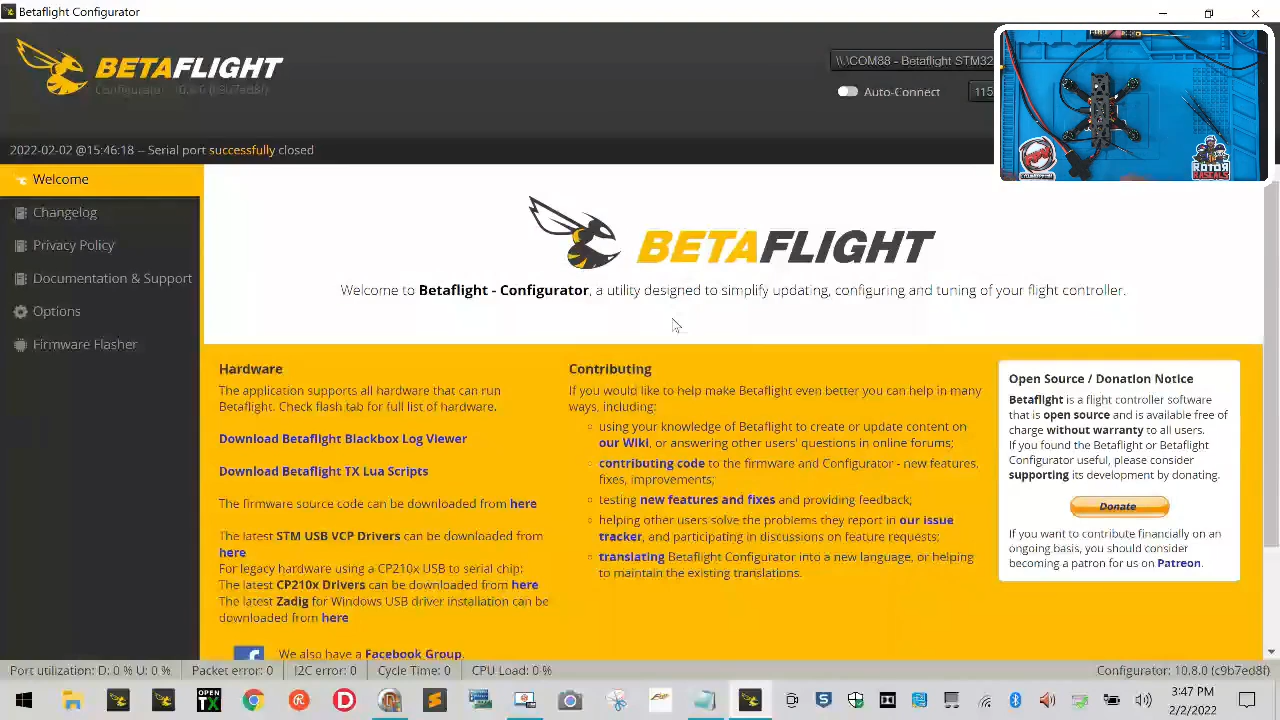 Betaflight Configurator
BETAFLIGHT
Configurator 10.8.0 (c9b7ed8f)
\\.\COM88 - Betaflight STM32
Auto-Connect
115
2022-02-02 @15:46:18 -- Serial port successfully closed
Welcome
Changelog
Privacy Policy
Documentation & Support
Options
Firmware Flasher
ROTOR
RASCALS
BETAFLIGHT
Welcome to Betaflight - Configurator, a utility designed to simplify updating, configuring and tuning of your flight controller.
Hardware
The application supports all hardware that can run
Betaflight. Check flash tab for full list of hardware.
Download Betaflight Blackbox Log Viewer
Download Betaflight TX Lua Scripts
The firmware source code can be downloaded from here
The latest STM USB VCP Drivers can be downloaded from
here
For legacy hardware using a CP210x USB to serial chip:
The latest CP210x Drivers can be downloaded from here
The latest Zadig for Windows USB driver installation can be
downloaded from here
We also have a Facebook Group.
Contributing
If you would like to help make Betaflight even better you can help in many
ways, including:
using your knowledge of Betaflight to create or update content on
our Wiki, or answering other users' questions in online forums;
contributing code to the firmware and Configurator - new features,
fixes, improvements;
testing new features and fixes and providing feedback;
helping other users solve the problems they report in our issue
tracker, and participating in discussions on feature requests;
translating Betaflight Configurator into a new language, or helping
to maintain the existing translations.
Open Source / Donation Notice
Betaflight is a flight controller software
that is open source and is available free of
charge without warranty to all users.
If you found the Betaflight or Betaflight
Configurator useful, please consider
supporting its development by donating.
Donate
If you want to contribute financially on an
ongoing basis, you should consider
becoming a patron for us on Patreon.
Port utilization: D: 0 % U: 0 %
Packet error: 0
I2C error: 0
Cycle Time: 0
CPU Load: 0 %
Configurator: 10.8.0 (c9b7ed8f)
OPEN
TX
3:47 PM
2/2/2022